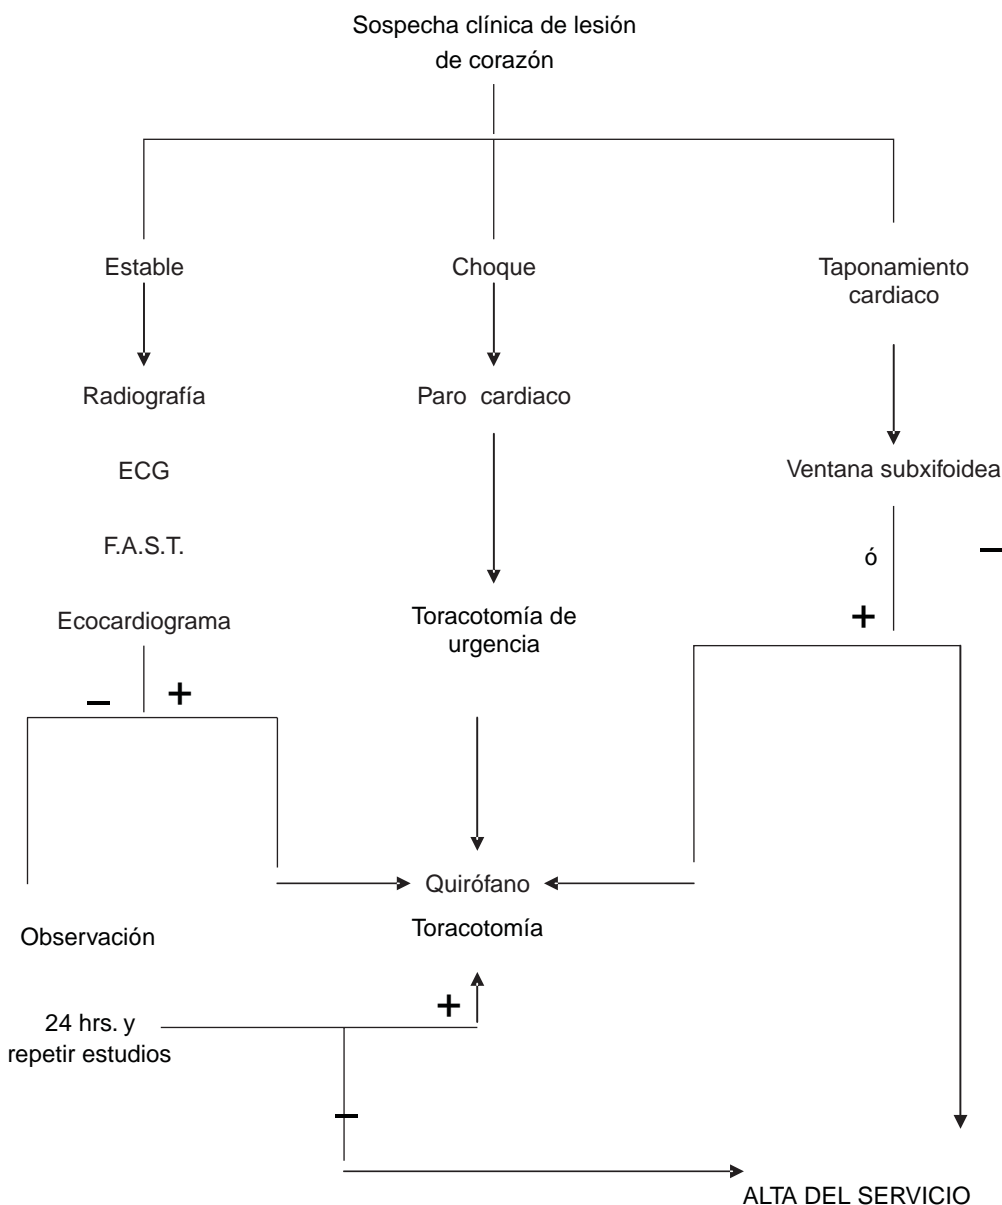 Sospecha clínica de lesión
de corazón
Estable
Choque
Taponamiento
cardiaco
Radiografía
Paro cardiaco
ECG
Ventana subxifoidea
F.A.S.T.
ó
–
Ecocardiograma
Toracotomía de
urgencia
+
– +
Quirófano
Toracotomía
Observación
+
24 hrs. y
repetir estudios
–
ALTA DEL SERVICIO